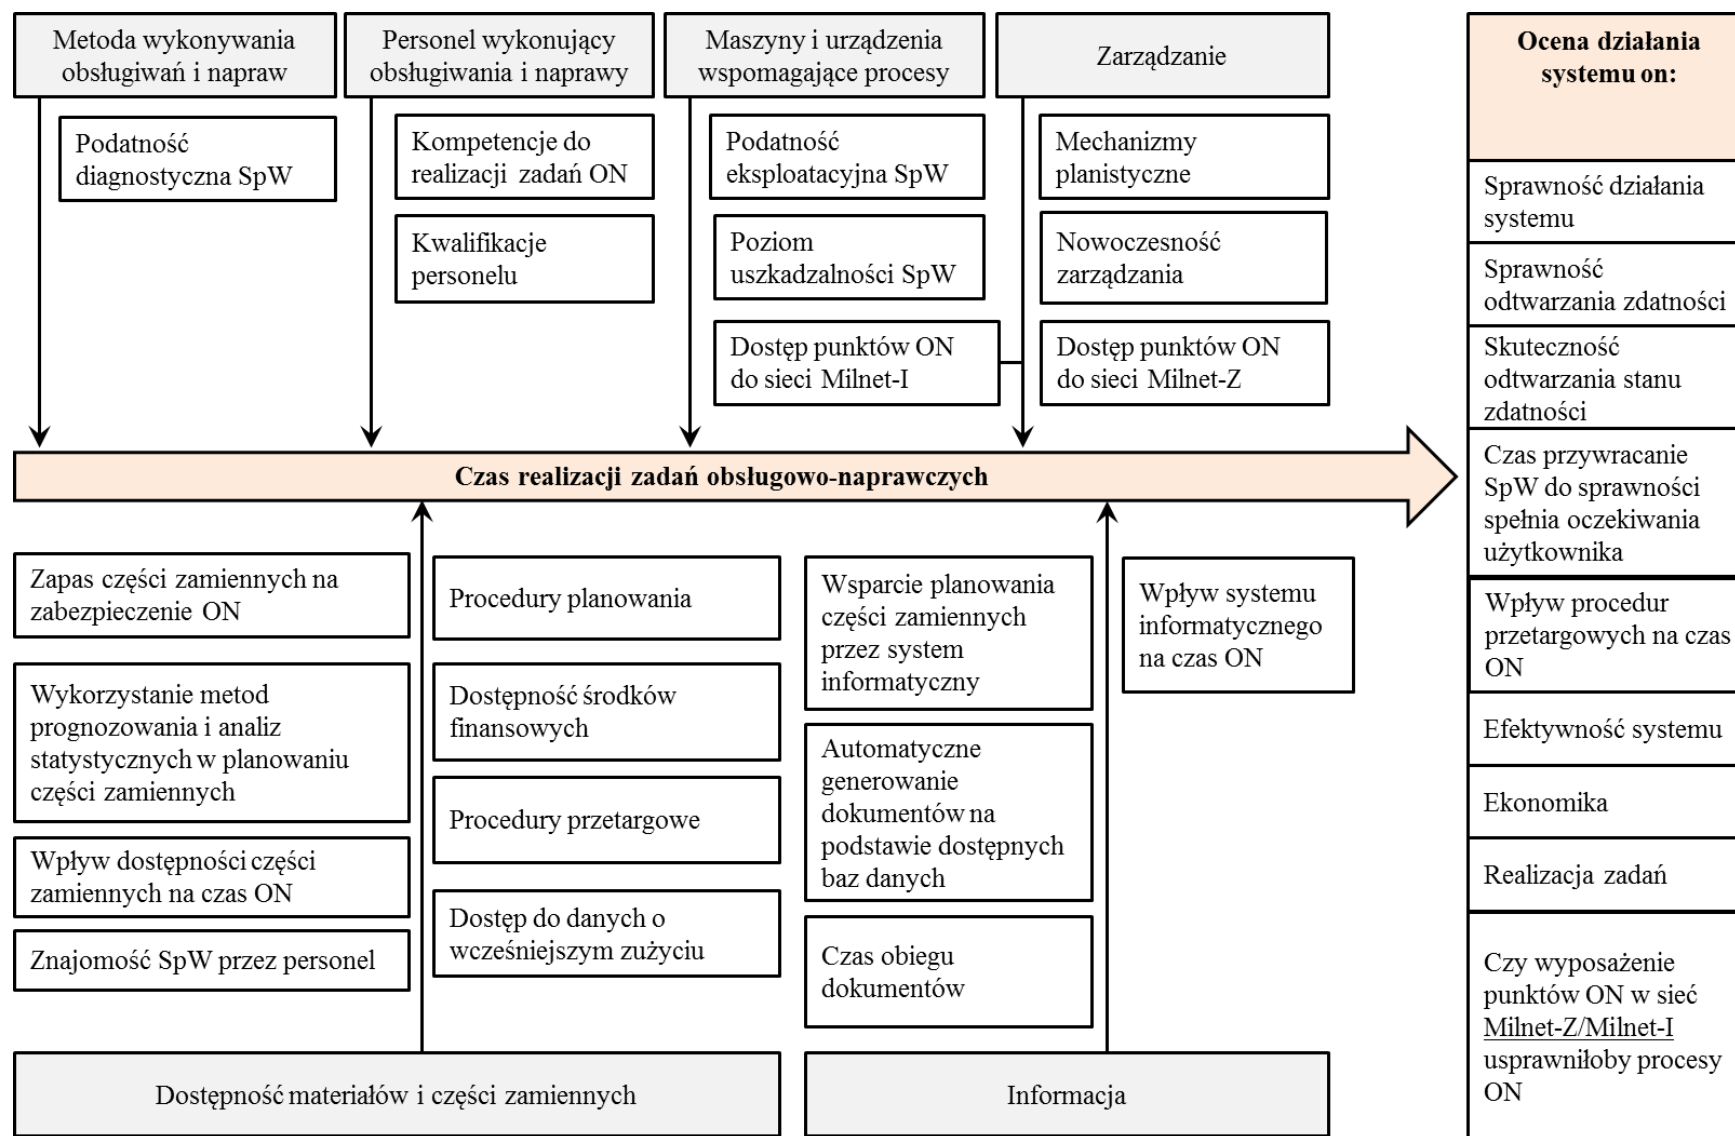 Metoda wykonywania
obsługiwań i napraw
Personel wykonujący
obsługiwania i naprawy
Maszyny i urządzenia
wspomagające procesy
Zarządzanie
Ocena działania
systemu on:
Podatność
diagnostyczna SpW
Kompetencje do
realizacji zadań ON
Kwalifikacje
personelu
Podatność
eksploatacyjna SpW
Poziom
uszkadzalności SpW
Dostęp punktów ON
do sieci Milnet-I
Mechanizmy
planistyczne
Nowoczesność
zarządzania
Dostęp punktów ON
do sieci Milnet-Z
Czas realizacji zadań obsługowo-naprawczych
Zapas części zamiennych na
zabezpieczenie ON
Wykorzystanie metod
prognozowania i analiz
statystycznych w planowaniu
części zamiennych
Wpływ dostępności części
zamiennych na czas ON
Znajomość SpW przez personel
Procedury planowania
Dostępność środków
finansowych
Procedury przetargowe
Dostęp do danych o
wcześniejszym zużyciu
Wsparcie planowania
części zamiennych
przez system
informatyczny
Automatyczne
generowanie
dokumentów na
podstawie dostępnych
baz danych
Czas obiegu
dokumentów
Wpływ systemu
informatycznego
na czas ON
Dostępność materiałów i części zamiennych
Informacja
Sprawność działania
systemu
Sprawność
odtwarzania zdatności
Skuteczność
odtwarzania stanu
zdatności
Czas przywracanie
SpW do sprawności
spełnia oczekiwania
użytkownika
Wpływ procedur
przetargowych na czas
ON
Efektywność systemu
Ekonomika
Realizacja zadań
Czy wyposażenie
punktów ON w sieć
Milnet-Z/Milnet-I
usprawniłoby procesy
ON